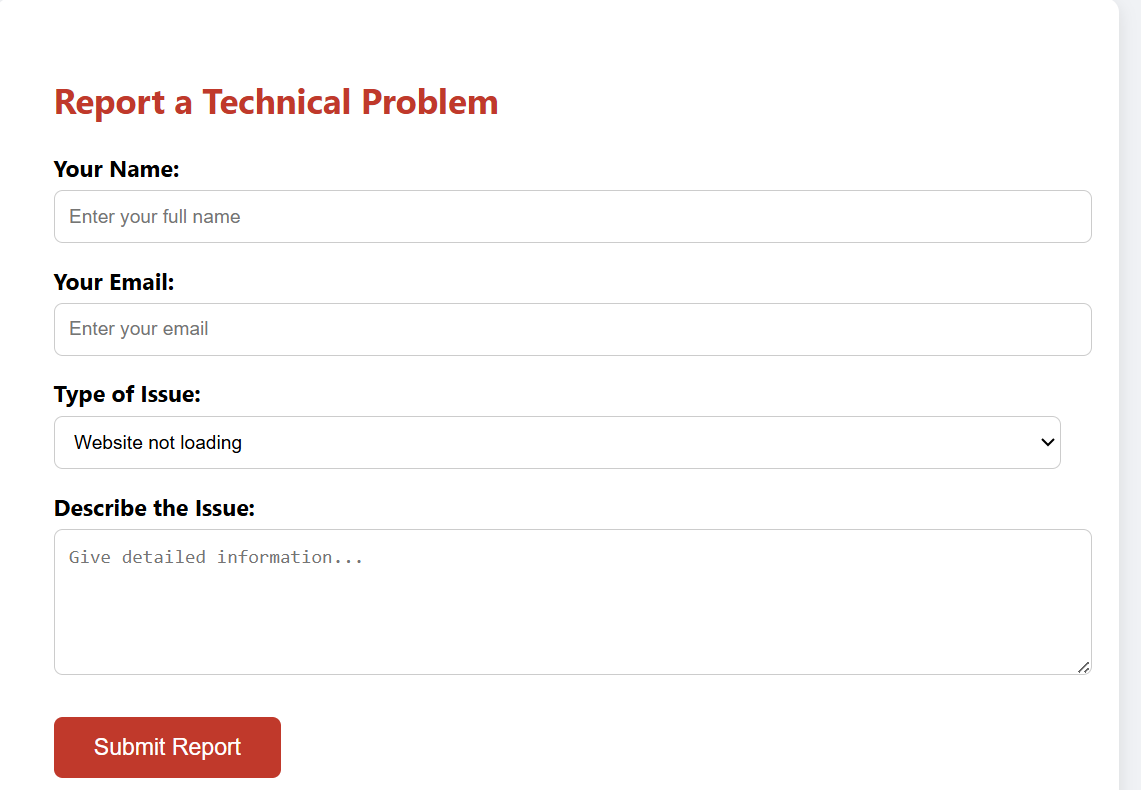 Report a Technical Problem
Your Name:
Enter your full name
Your Email:
Enter your email
Type of Issue:
Website not loading
Describe the Issue:
Give detailed information...
Submit Report